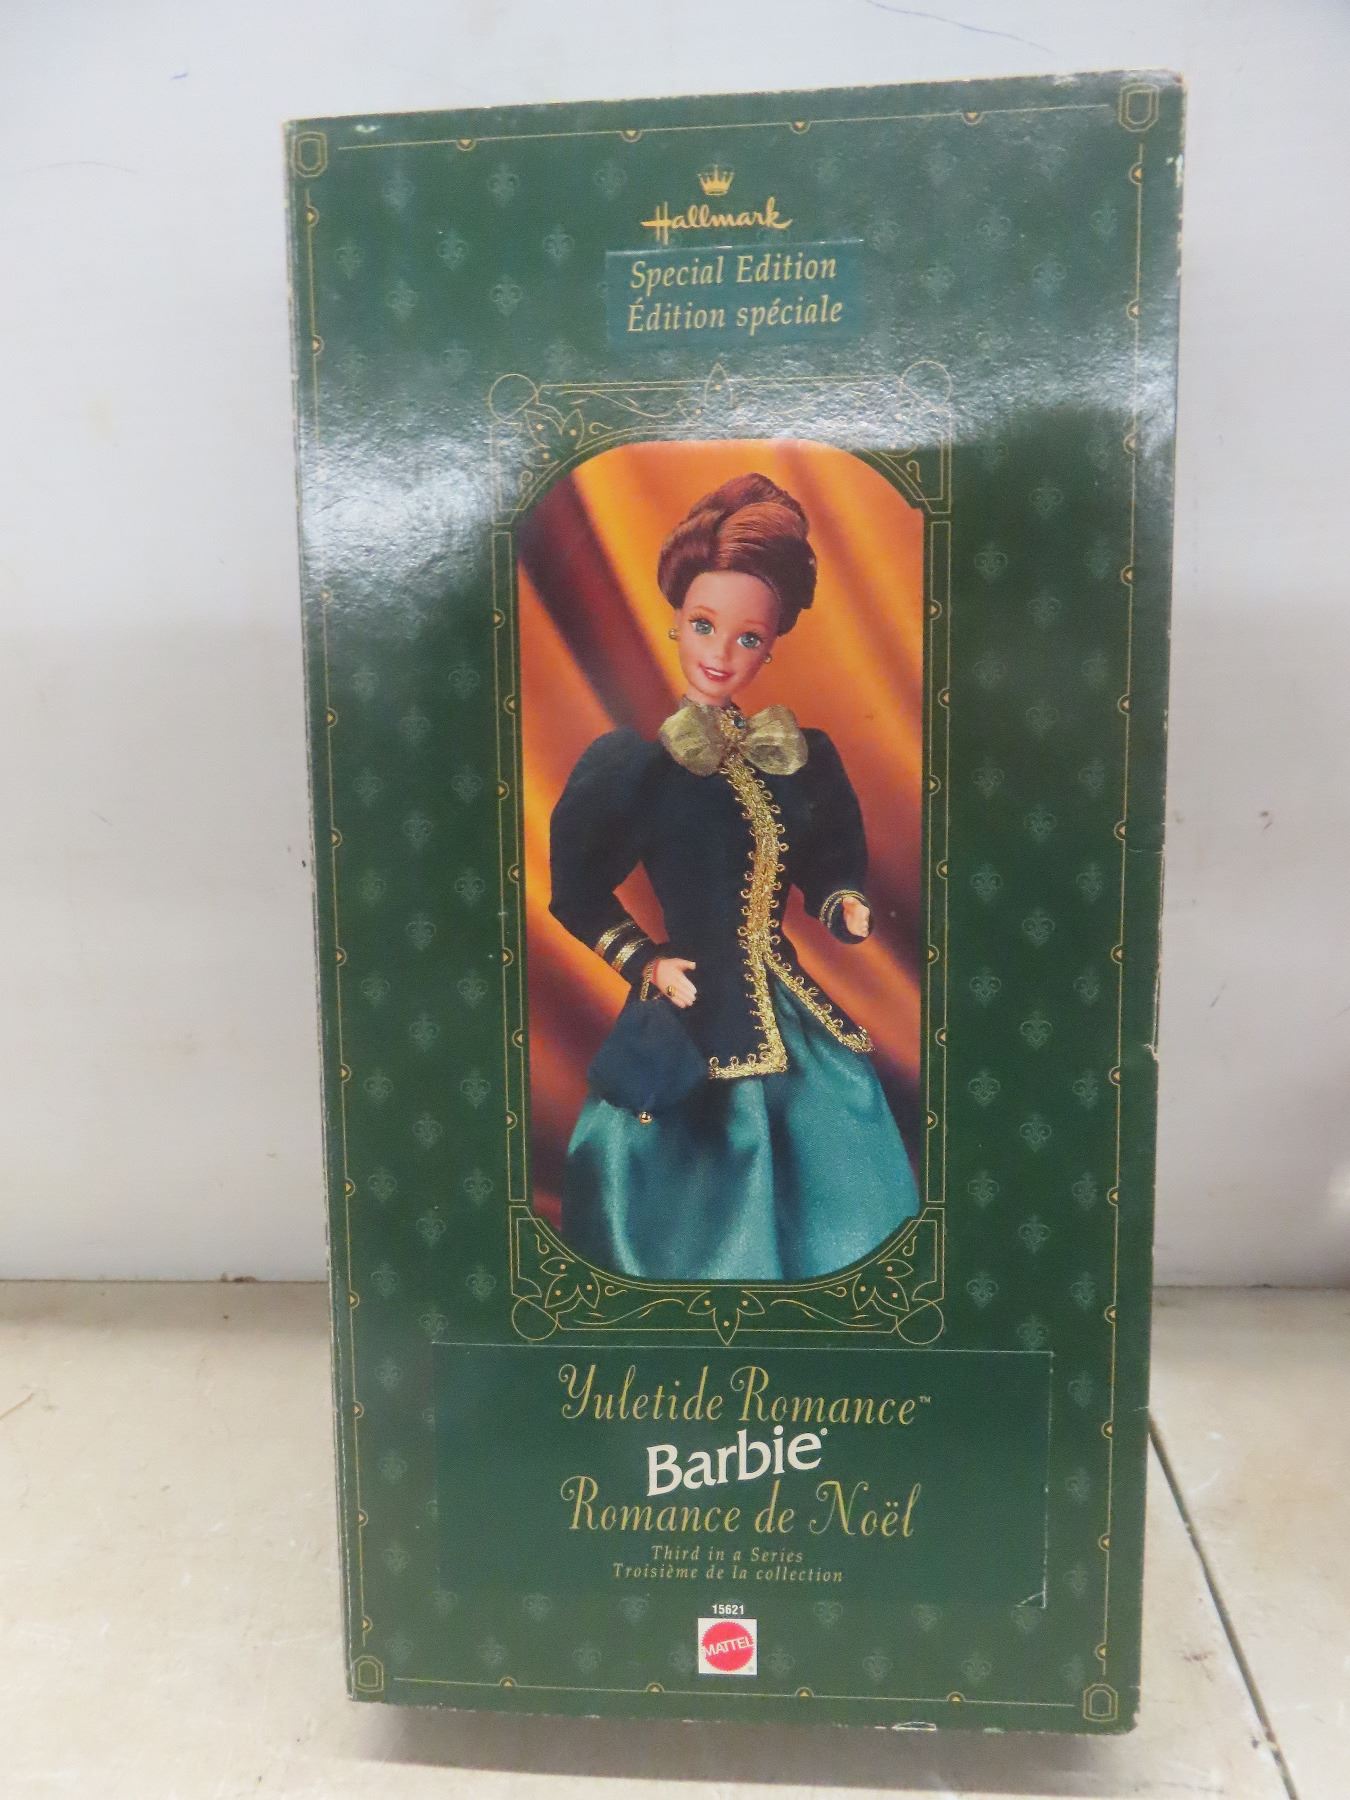 Hallmark
Special Edition
Édition spéciale
Yuletide Romance™
Barbie®
Romance de Noël
Third in a Series
Troisième de la collection
15621
MATTEL